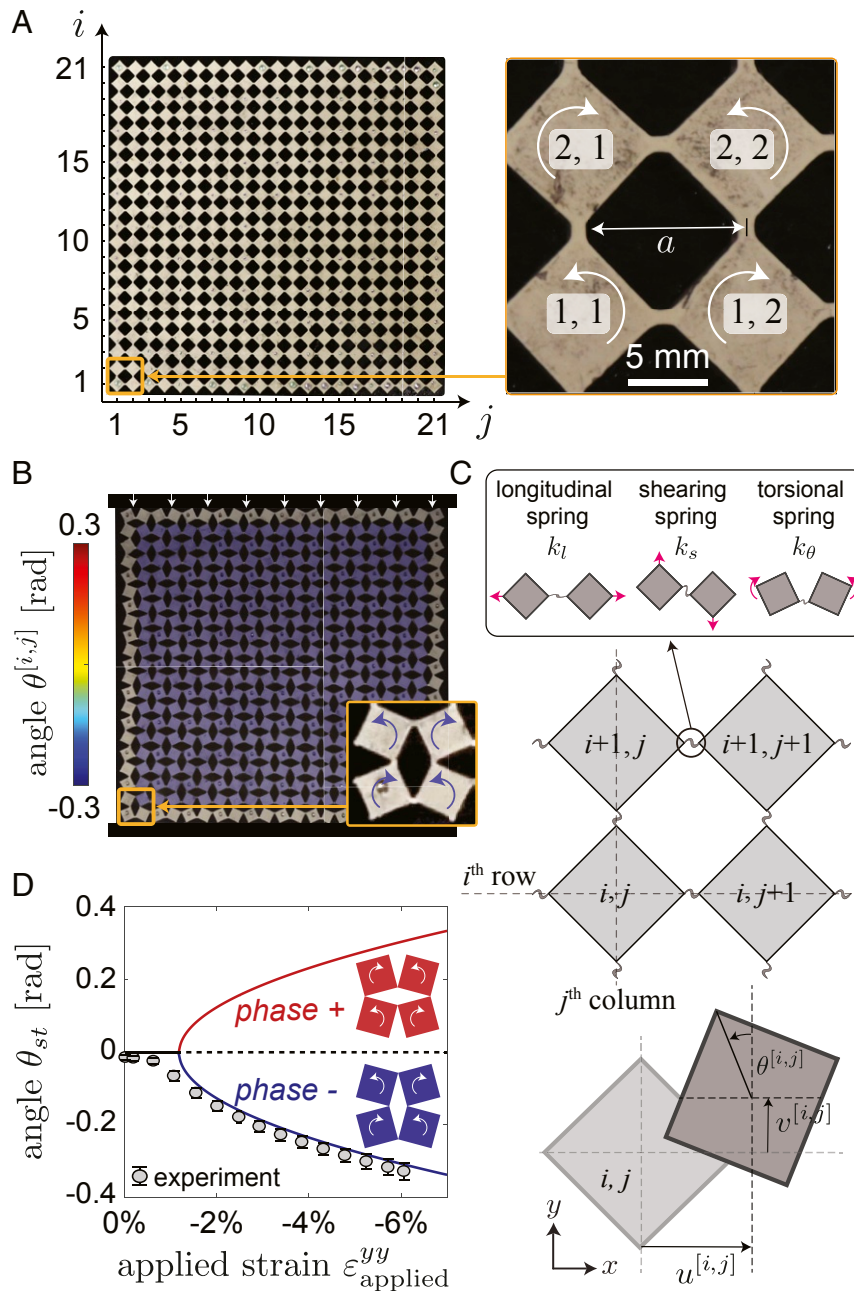 A
i
21
15
10
5
1
1
5
10
15
21
j
2, 1
2, 2
a
1, 1
1, 2
5 mm
B
0.3
-0.3
angle θ^[i,j] [rad]
C
longitudinal spring
k_l
shearing spring
k_s
torsional spring
k_θ
i+1, j
i+1, j+1
i^th row
i, j
i, j+1
j^th column
θ^[i,j]
v^[i,j]
i, j
y
x
u^[i,j]
D
0.4
0.2
0
-0.2
-0.4
angle θ_st [rad]
phase +
phase -
experiment
0%
-2%
-4%
-6%
applied strain ε^yy_applied